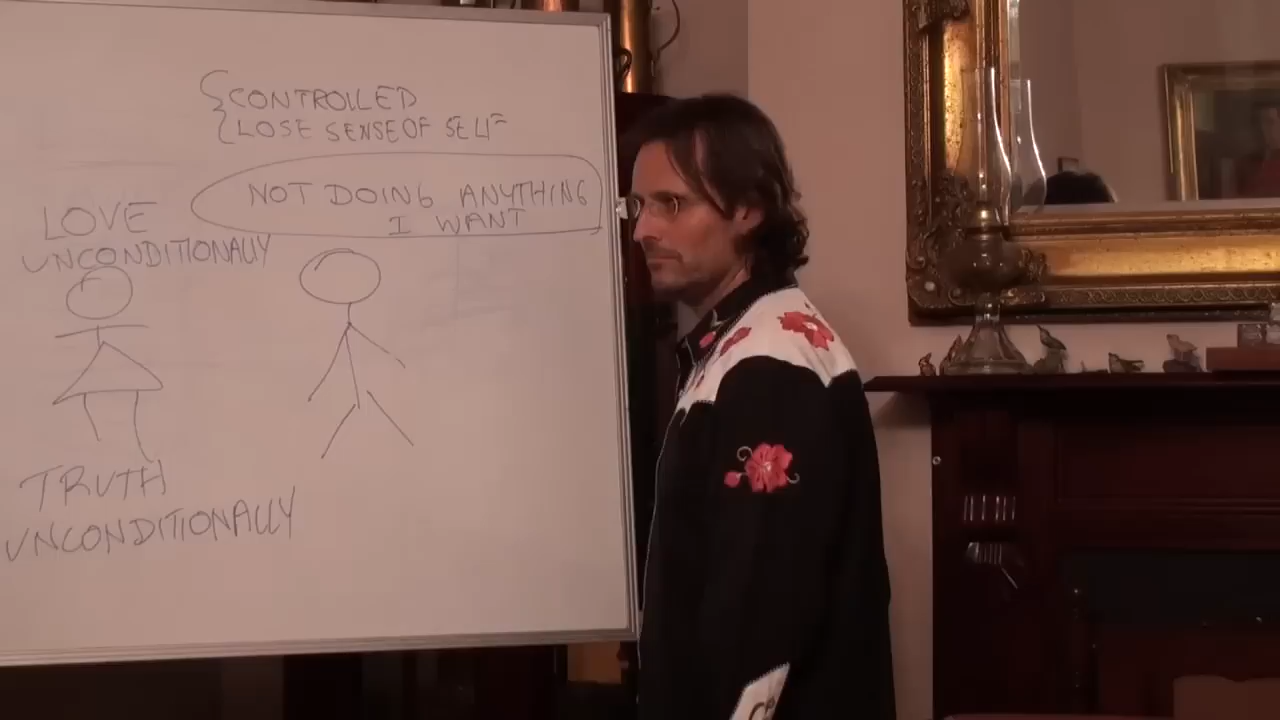 CONTROLLED
LOSE SENSE OF SELF
NOT DOING ANYTHING
I WANT
LOVE
UNCONDITIONALLY
TRUTH
UNCONDITIONALLY